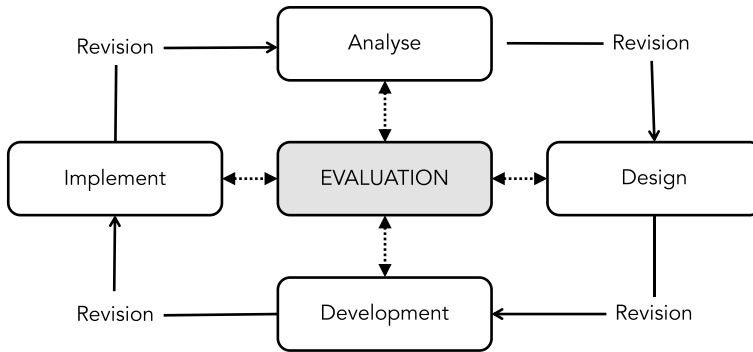 Analyse
Revision
Revision
Implement
EVALUATION
Design
Revision
Development
Revision